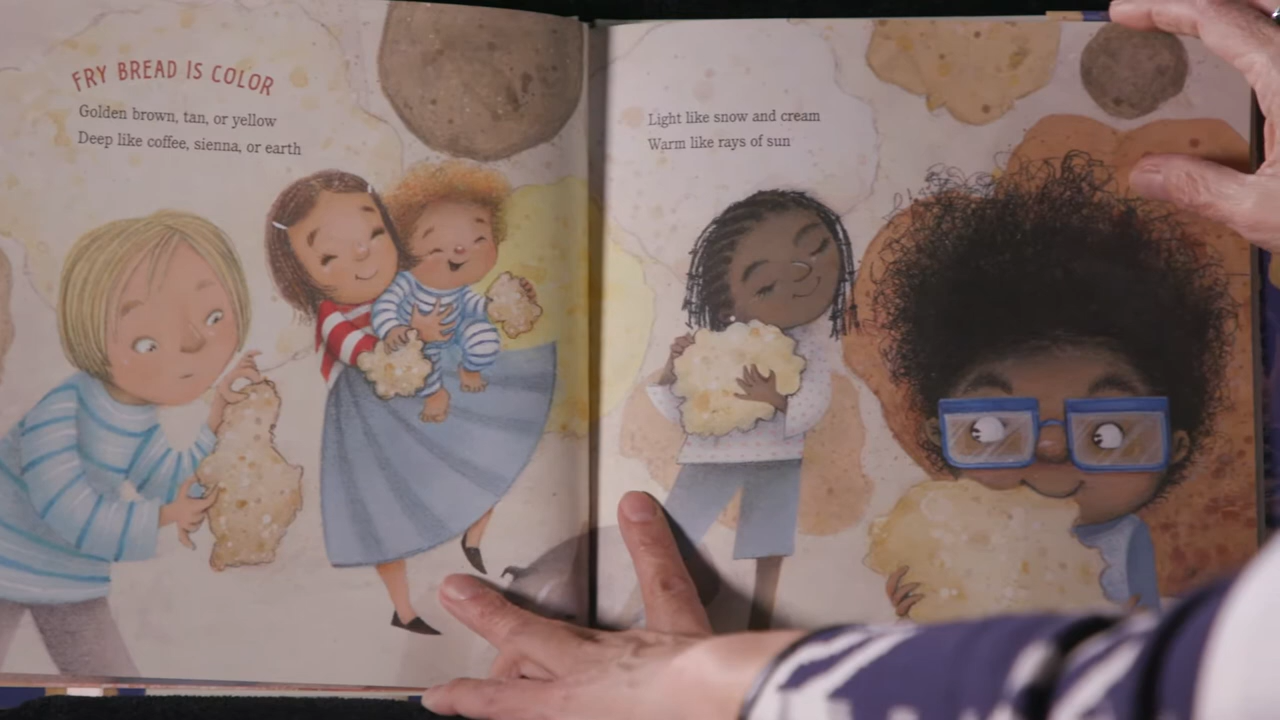 FRY BREAD IS COLOR
Golden brown, tan, or yellow
Deep like coffee, sienna, or earth
Light like snow and cream
Warm like rays of sun